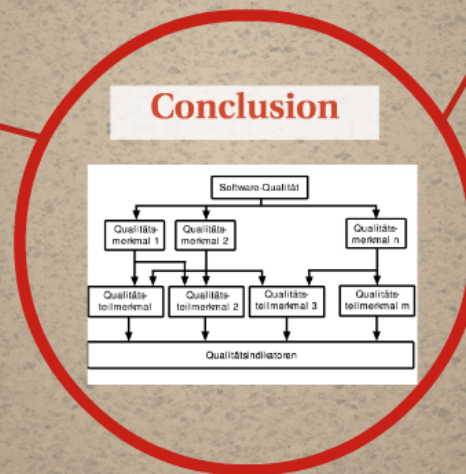 Conclusion
Software-Qualität
Qualitäts-
merkmal 1
Qualitäts-
merkmal 2
Qualitäts-
merkmal n
Qualitäts-
teilmerkmal
Qualitäts-
teilmerkmal 2
Qualitäts-
teilmerkmal 3
Qualitäts-
teilmerkmal m
Qualitätsindikatoren